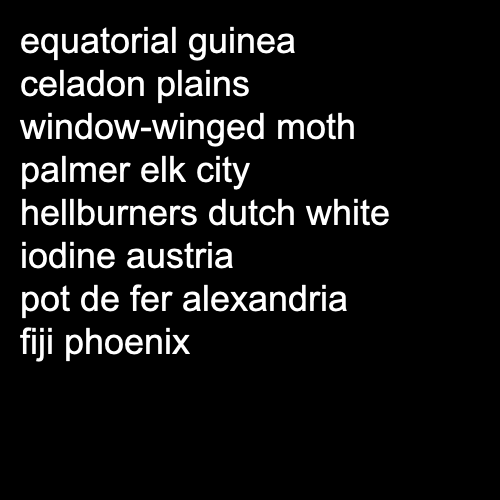 equatorial guinea
celadon plains
window-winged moth
palmer elk city
hellburners dutch white
iodine austria
pot de fer alexandria
fiji phoenix